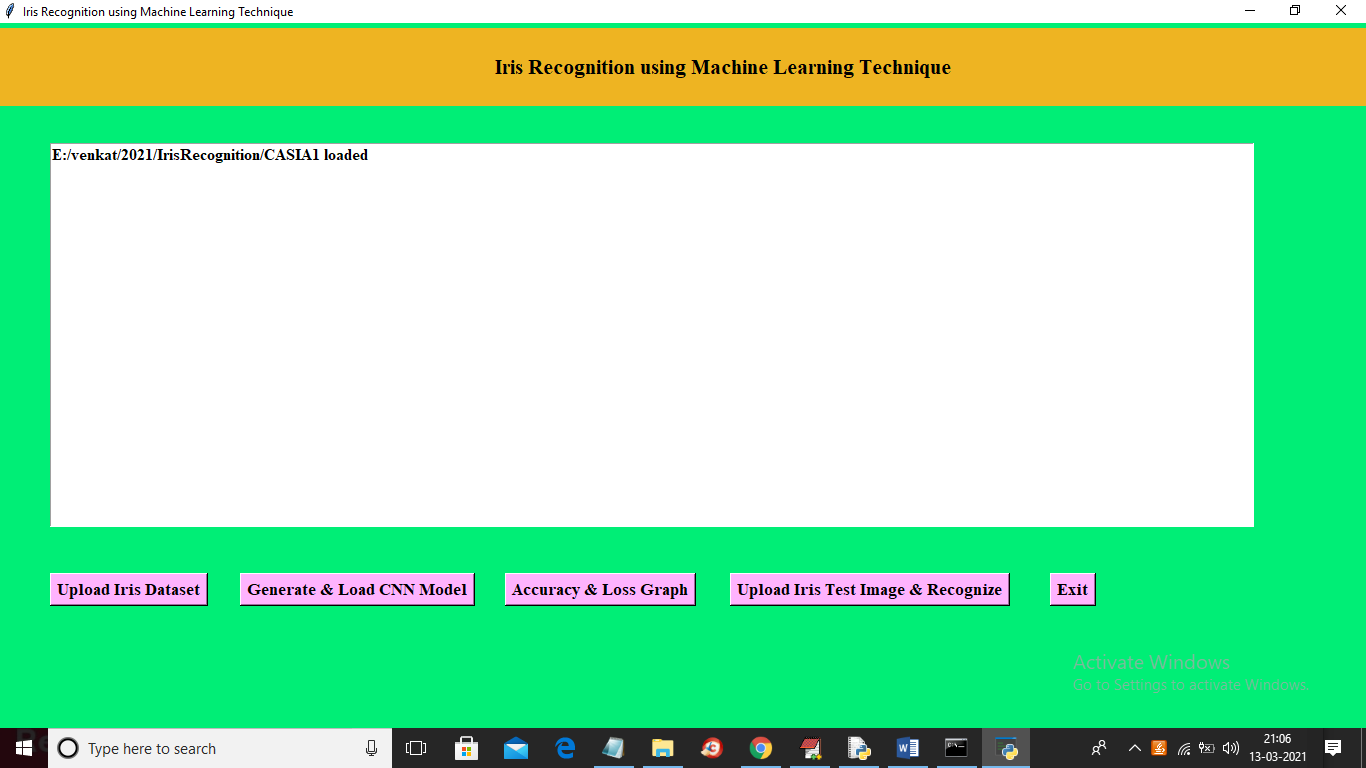 Iris Recognition using Machine Learning Technique
Iris Recognition using Machine Learning Technique
E:/venkat/2021/IrisRecognition/CASIA1 loaded
Upload Iris Dataset
Generate & Load CNN Model
Accuracy & Loss Graph
Upload Iris Test Image & Recognize
Exit
Activate Windows
Go to Settings to activate Windows.
Type here to search
21:06
13-03-2021